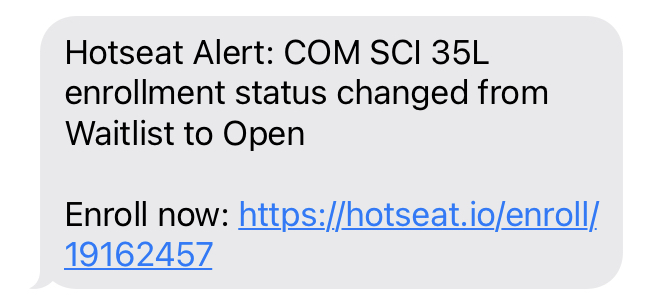 Hotseat Alert: COM SCI 35L
enrollment status changed from
Waitlist to Open
Enroll now: https://hotseat.io/enroll/
19162457